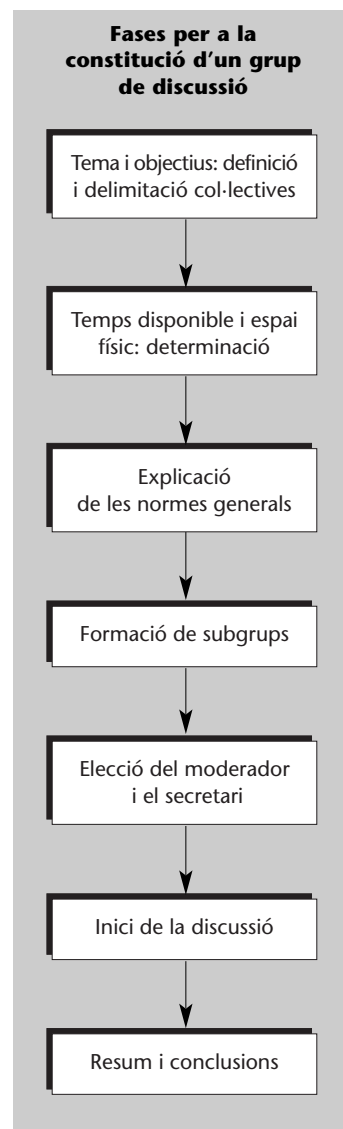 Fases per a la
constitució d’un grup
de discussió
Tema i objectius: definició
i delimitació col·lectives
Temps disponible i espai
físic: determinació
Explicació
de les normes generals
Formació de subgrups
Elecció del moderador
i el secretari
Inici de la discussió
Resum i conclusions